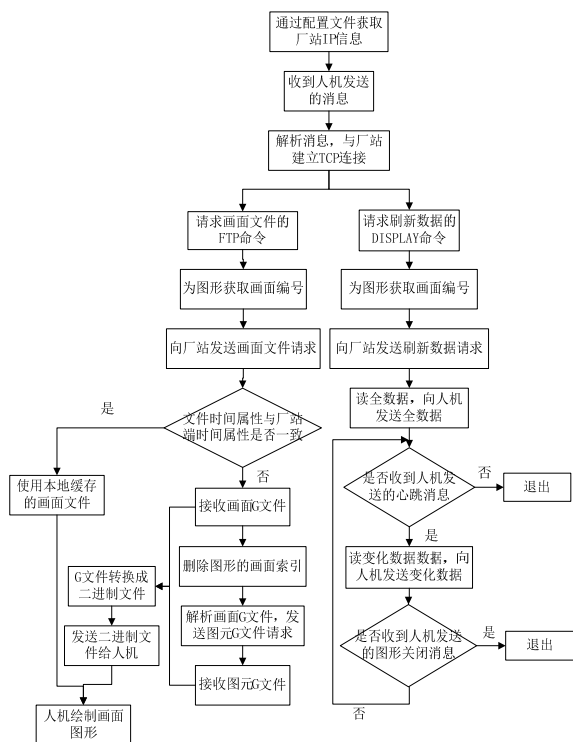 通过配置文件获取
厂站IP信息
收到人机发送
的消息
解析消息，与厂站
建立TCP连接
请求画面文件的
FTP命令
请求刷新数据的
DISPLAY命令
为图形获取画面编号
为图形获取画面编号
向厂站发送画面文件请求
向厂站发送刷新数据请求
读全数据，向人机
发送全数据
是
文件时间属性与厂站
端时间属性是否一致
否
使用本地缓存
的画面文件
接收画面G文件
是否收到人机发
送的心跳消息
否
退出
是
删除图形的画面索引
读变化数据数据，向
人机发送变化数据
G文件转换成
二进制文件
解析画面G文件，发
送图元G文件请求
发送二进制文
件给人机
是否收到人机发送
的图形关闭消息
是
退出
接收图元G文件
否
人机绘制画面
图形